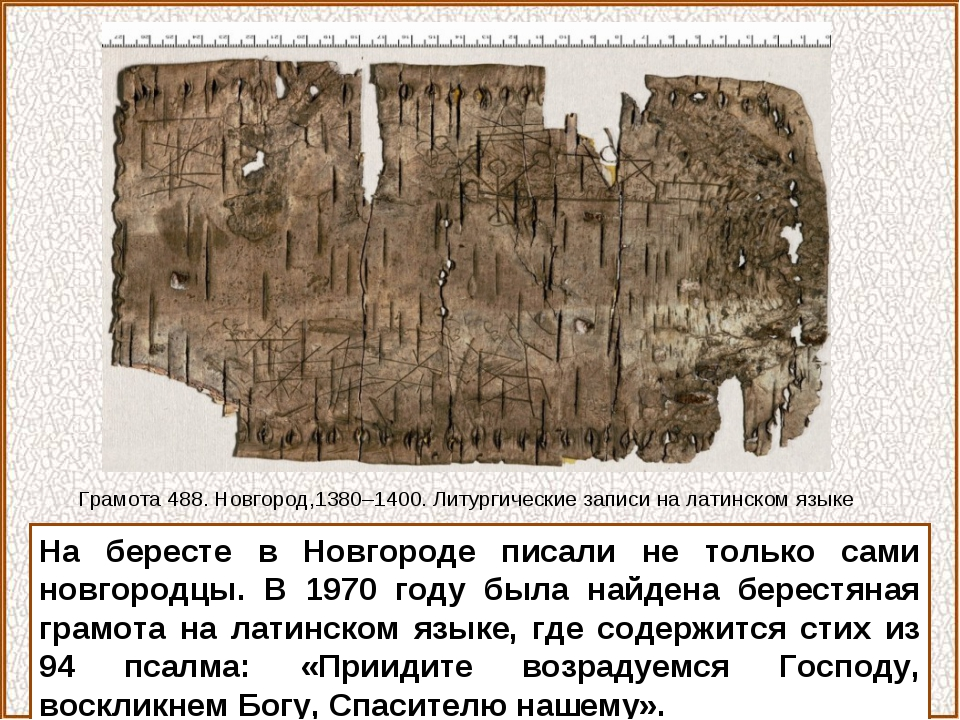 Грамота 488. Новгород,1380–1400. Литургические записи на латинском языке
На бересте в Новгороде писали не только сами
новгородцы. В 1970 году была найдена берестяная
грамота на латинском языке, где содержится стих из
94 псалма: «Приидите возрадуемся Господу,
воскликнем Богу, Спасителю нашему».